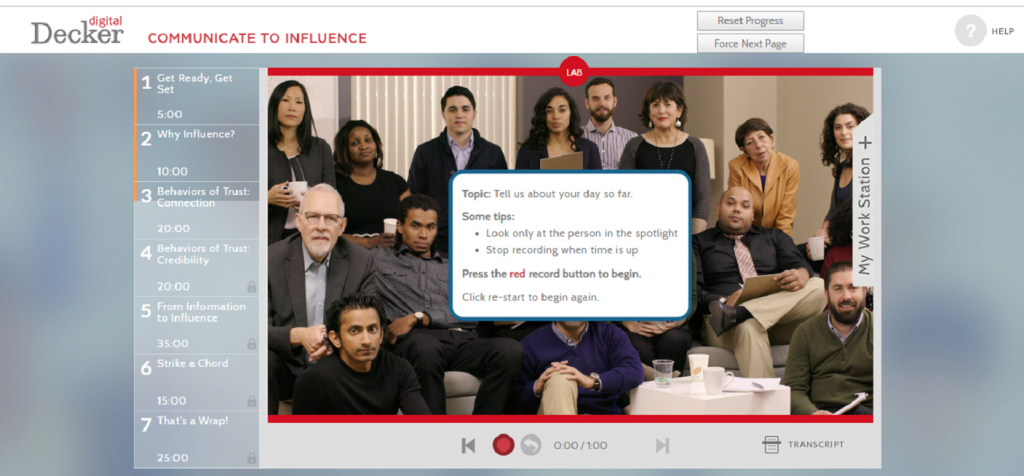 digital
Decker
COMMUNICATE TO INFLUENCE
Reset Progress
Force Next Page
?
HELP
1 Get Ready, Get
Set
5:00
2 Why Influence?
10:00
3 Behaviors of Trust:
Connection
20:00
4 Behaviors of Trust:
Credibility
20:00
5 From Information
to Influence
35:00
6 Strike a Chord
15:00
7 That's a Wrap!
25:00
LAB
Topic: Tell us about your day so far.
Some tips:
• Look only at the person in the spotlight
• Stop recording when time is up
Press the red record button to begin.
Click re-start to begin again.
My Work Station +
0:00 / 1:00
TRANSCRIPT